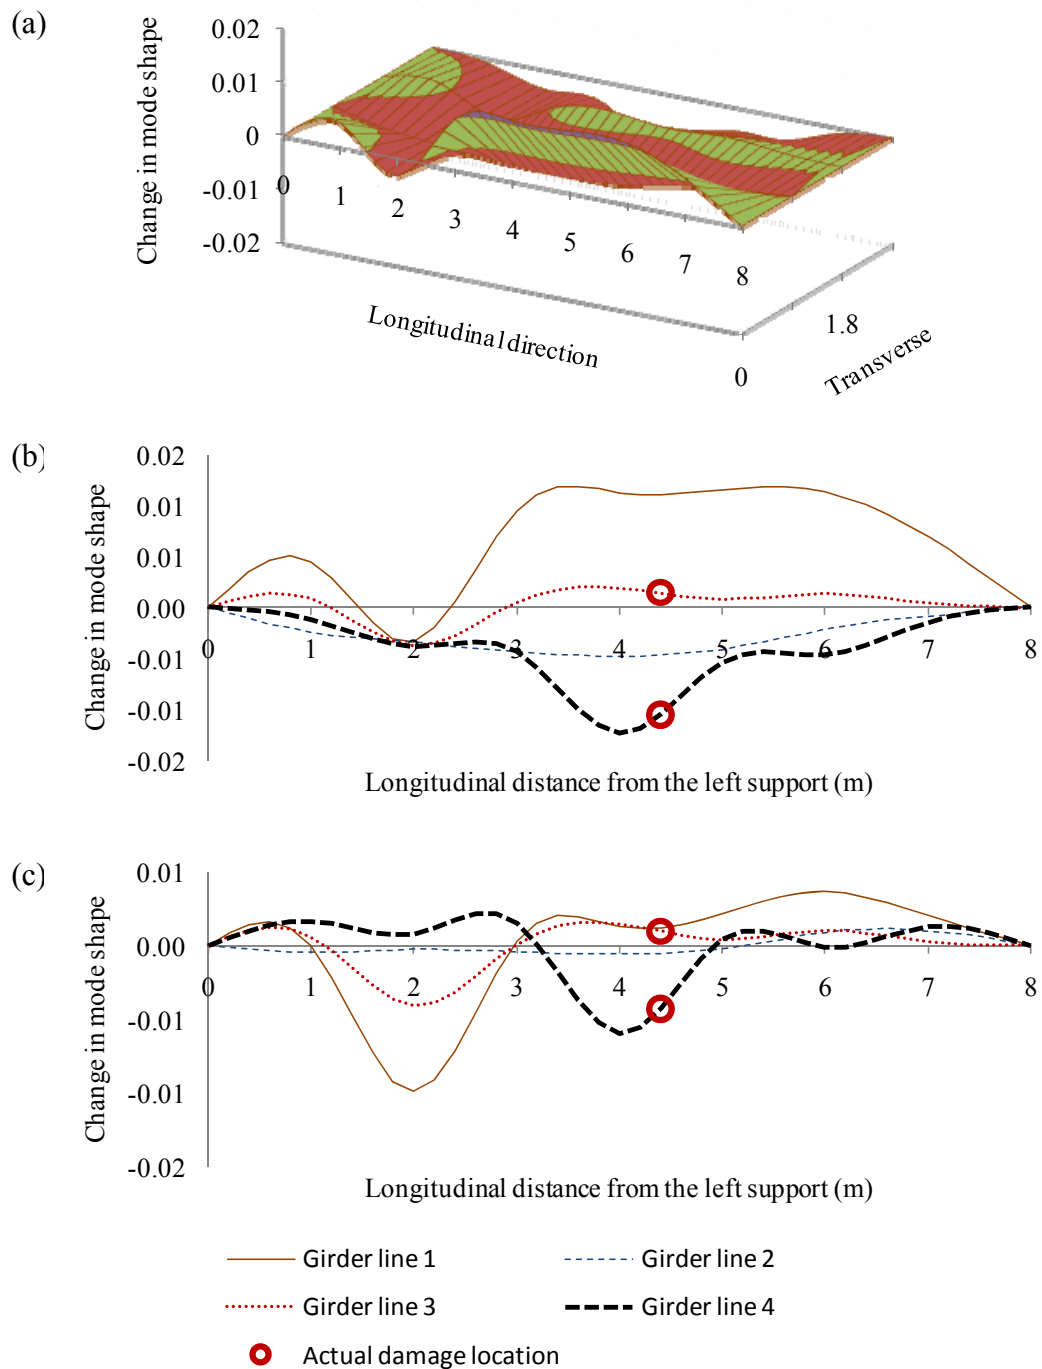 (a)
Change in mode shape
0.02
0.01
0
-0.01
-0.02
0
1
2
3
4
5
6
7
8
Longitudinal direction
0
1.8
Transverse
(b)
Change in mode shape
0.02
0.01
0.01
0.00
-0.01
-0.01
-0.02
0 1 2 3 4 5 6 7 8
Longitudinal distance from the left support (m)
(c)
Change in mode shape
0.01
0.00
-0.01
-0.01
-0.02
0 1 2 3 4 5 6 7 8
Longitudinal distance from the left support (m)
Girder line 1 Girder line 2
Girder line 3 Girder line 4
Actual damage location